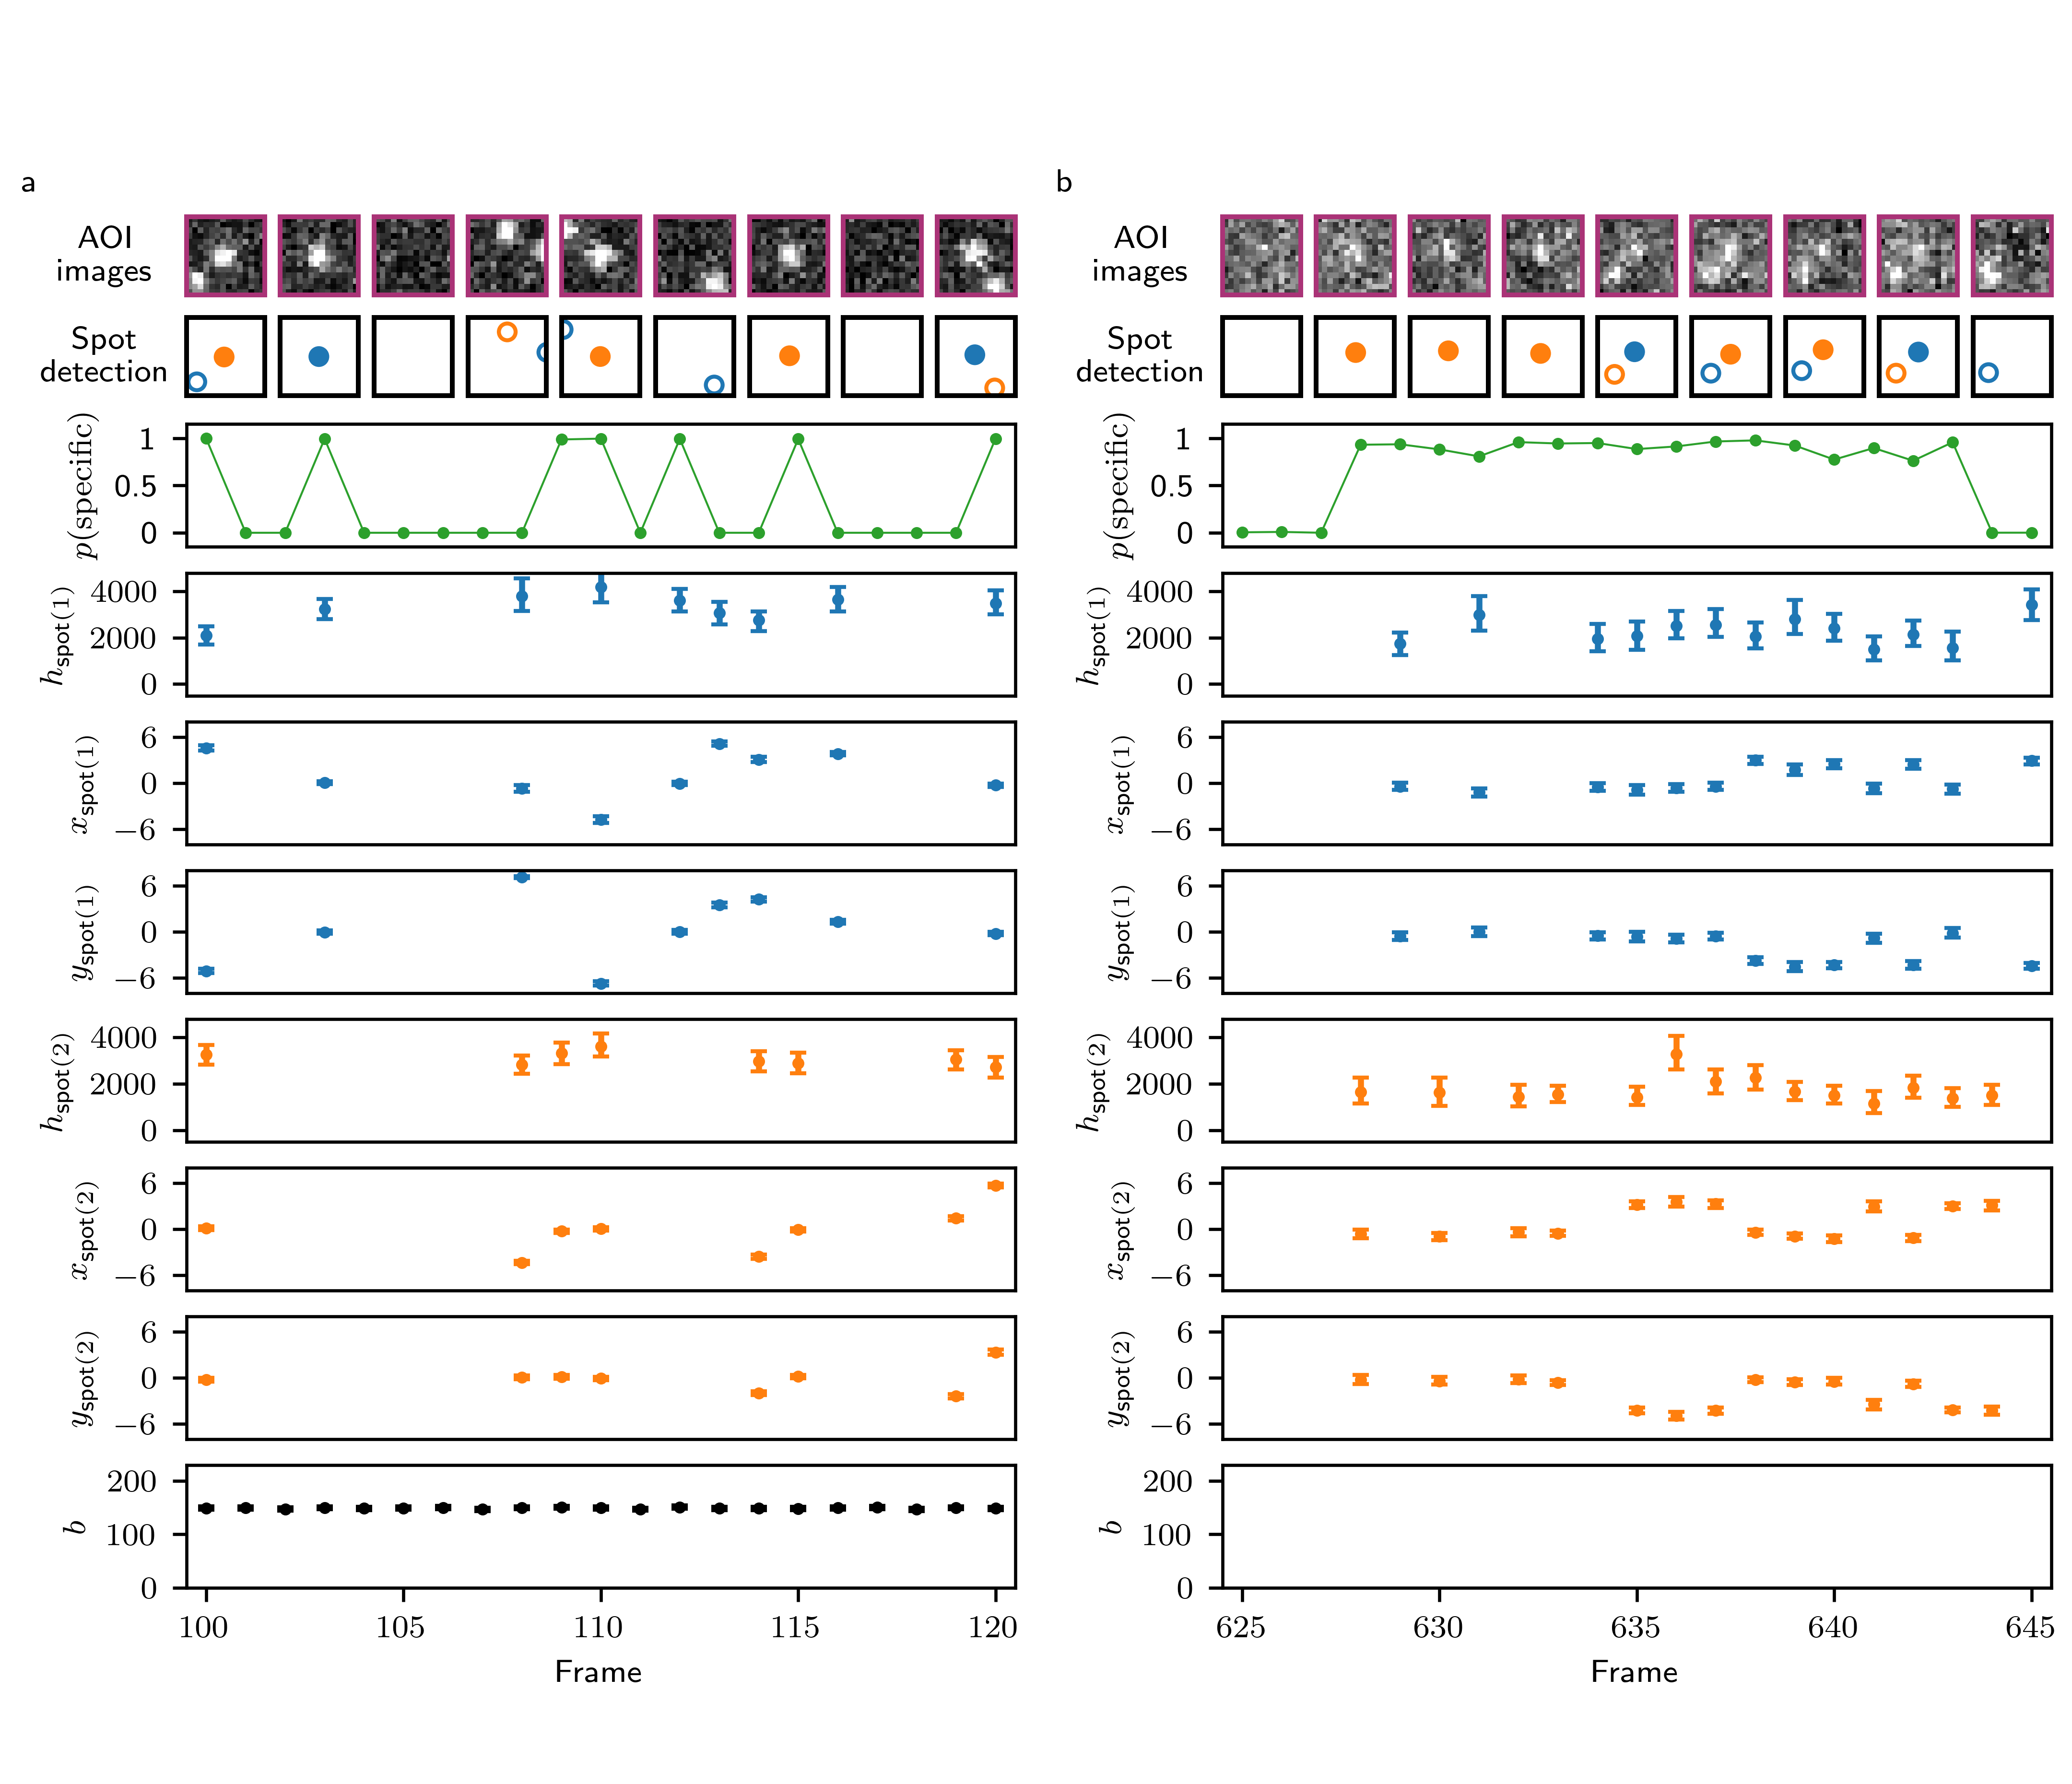 a
AOI
images
Spot
detection
p(specific)
1
0.5
0
h_spot(1)
4000
2000
0
x_spot(1)
6
0
−6
y_spot(1)
6
0
−6
h_spot(2)
4000
2000
0
x_spot(2)
6
0
−6
y_spot(2)
6
0
−6
b
200
100
0
100 105 110 115 120
Frame
b
AOI
images
Spot
detection
p(specific)
1
0.5
0
h_spot(1)
4000
2000
0
x_spot(1)
6
0
−6
y_spot(1)
6
0
−6
h_spot(2)
4000
2000
0
x_spot(2)
6
0
−6
y_spot(2)
6
0
−6
b
200
100
0
625 630 635 640 645
Frame